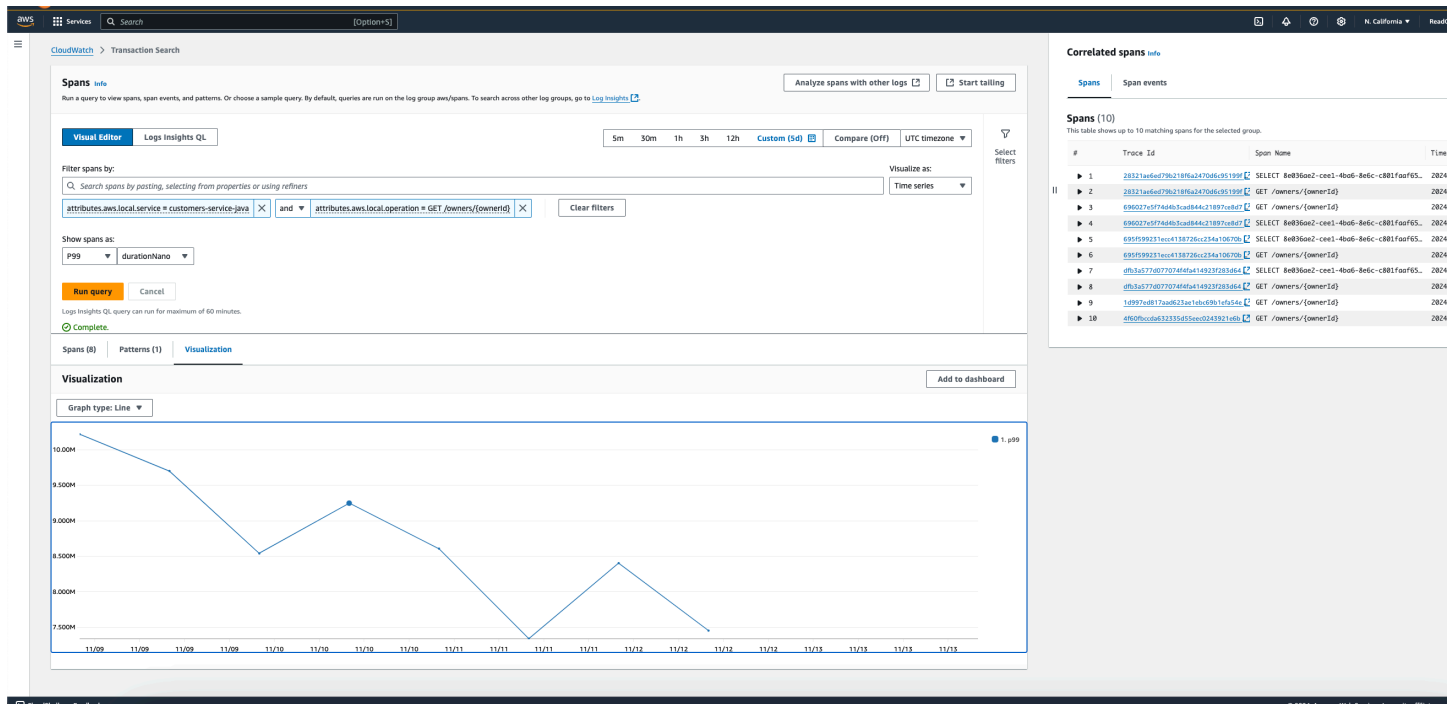 aws Services Search [Option+S] N. California ▼ ReadO
CloudWatch > Transaction Search
Spans Info
Analyze spans with other logs Start tailing
Run a query to view spans, span events, and patterns. Or choose a sample query. By default, queries are run on the log group aws/spans. To search across other log groups, go to Log Insights.
Visual Editor Logs Insights QL
5m 30m 1h 3h 12h Custom (5d) Compare (Off) UTC timezone ▼
Select filters
Filter spans by:
Visualize as:
Search spans by pasting, selecting from properties or using refiners
Time series ▼
attributes.aws.local.service = customers-service-java X and ▼ attributes.aws.local.operation = GET /owners/{ownerId} X Clear filters
Show spans as:
P99 ▼ durationNano ▼
Run query Cancel
Logs Insights QL query can run for maximum of 60 minutes.
Complete.
Spans (8) Patterns (1) Visualization
Visualization
Add to dashboard
Graph type: Line ▼
1. p99
10.00M
9.500M
9.000M
8.500M
8.000M
7.500M
11/09 11/09 11/09 11/09 11/10 11/10 11/10 11/10 11/11 11/11 11/11 11/11 11/12 11/12 11/12 11/12 11/13 11/13 11/13 11/13
Correlated spans Info
Spans Span events
Spans (10)
This table shows up to 10 matching spans for the selected group.
# Trace Id Span Name Time
1 28321ae6ed79b218f6a2470d6c95199f SELECT 8e036ae2-cee1-4ba6-8e6c-c801faaf65… 2024
2 28321ae6ed79b218f6a2470d6c95199f GET /owners/{ownerId} 2024
3 696027e5f74d4b3cad844c21897ce8d7 GET /owners/{ownerId} 2024
4 696027e5f74d4b3cad844c21897ce8d7 SELECT 8e036ae2-cee1-4ba6-8e6c-c801faaf65… 2024
5 695f599231ecc4138726cc234a10670b SELECT 8e036ae2-cee1-4ba6-8e6c-c801faaf65… 2024
6 695f599231ecc4138726cc234a10670b GET /owners/{ownerId} 2024
7 dfb3a577d077074f4fa414923f283d64 SELECT 8e036ae2-cee1-4ba6-8e6c-c801faaf65… 2024
8 dfb3a577d077074f4fa414923f283d64 GET /owners/{ownerId} 2024
9 1d997ed817aad623ae1ebc69b1efa54e GET /owners/{ownerId} 2024
10 4f60fbccda632335d55eec0243921e6b GET /owners/{ownerId} 2024